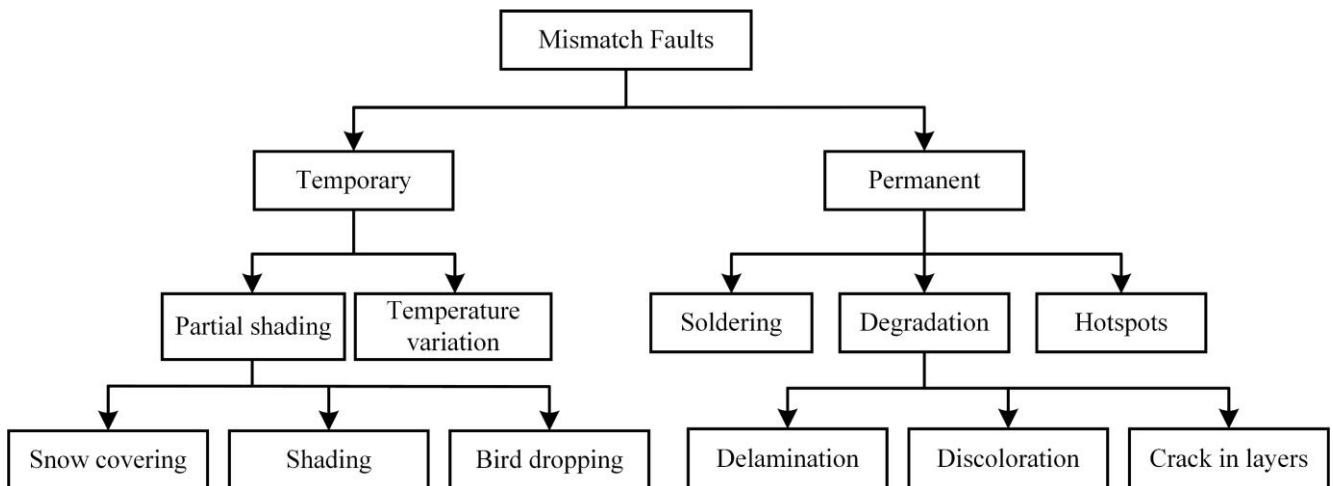 Mismatch Faults
Temporary
Permanent
Partial shading
Temperature
variation
Soldering
Degradation
Hotspots
Snow covering
Shading
Bird dropping
Delamination
Discoloration
Crack in layers